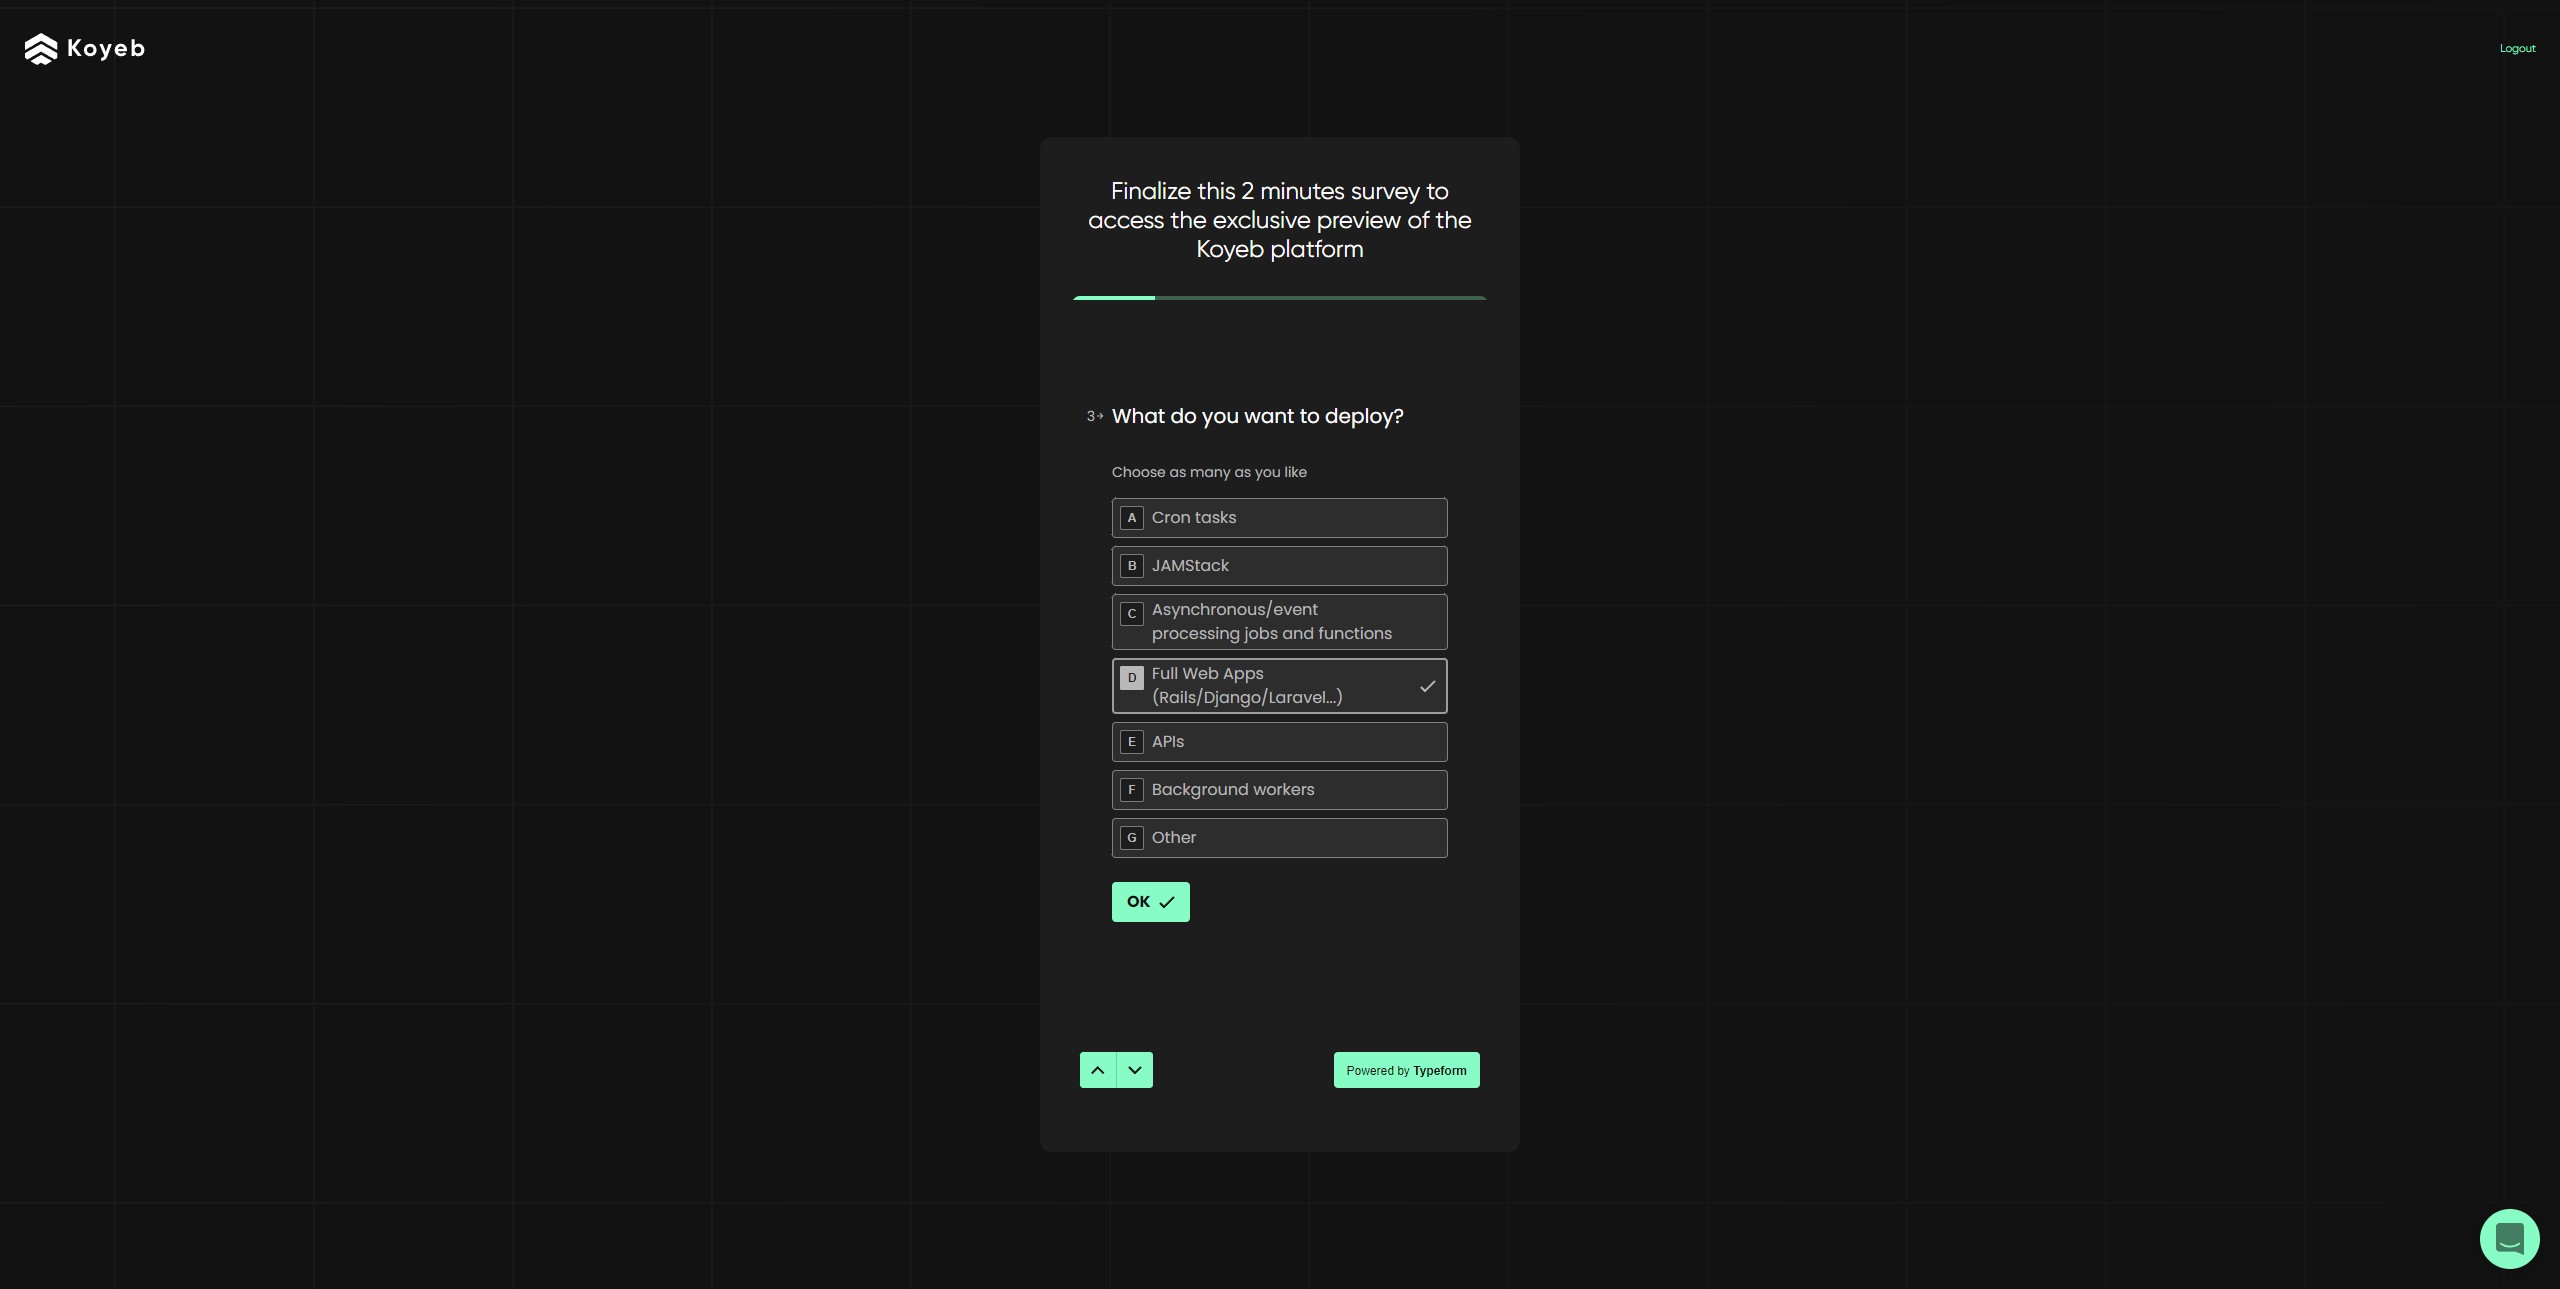 Koyeb
Logout
Finalize this 2 minutes survey to
access the exclusive preview of the
Koyeb platform
3 What do you want to deploy?
Choose as many as you like
A Cron tasks
B JAMStack
C Asynchronous/event
processing jobs and functions
D Full Web Apps
(Rails/Django/Laravel...)
E APIs
F Background workers
G Other
OK
Powered by Typeform